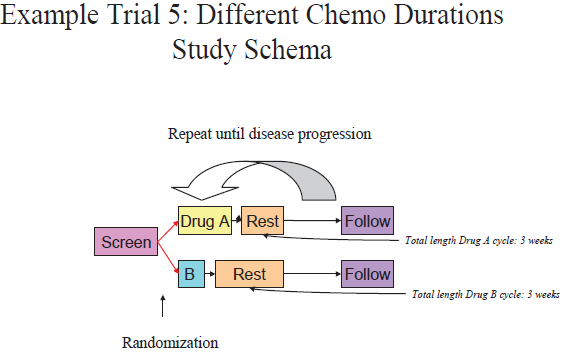 Example Trial 5: Different Chemo Durations
Study Schema
Repeat until disease progression
Drug A
Rest
Follow
Screen
Total length Drug A cycle: 3 weeks
B
Rest
Follow
Total length Drug B cycle: 3 weeks
Randomization